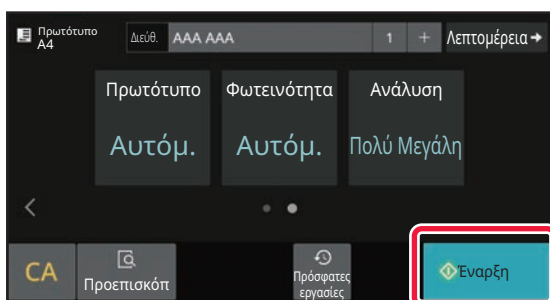 Πρωτότυπο
A4
Διεύθ. AAA AAA 1 + Λεπτομέρεια
Πρωτότυπο Φωτεινότητα Ανάλυση
Αυτόμ. Αυτόμ. Πολύ Μεγάλη
CA Προεπισκόπ Πρόσφατες
εργασίες Έναρξη